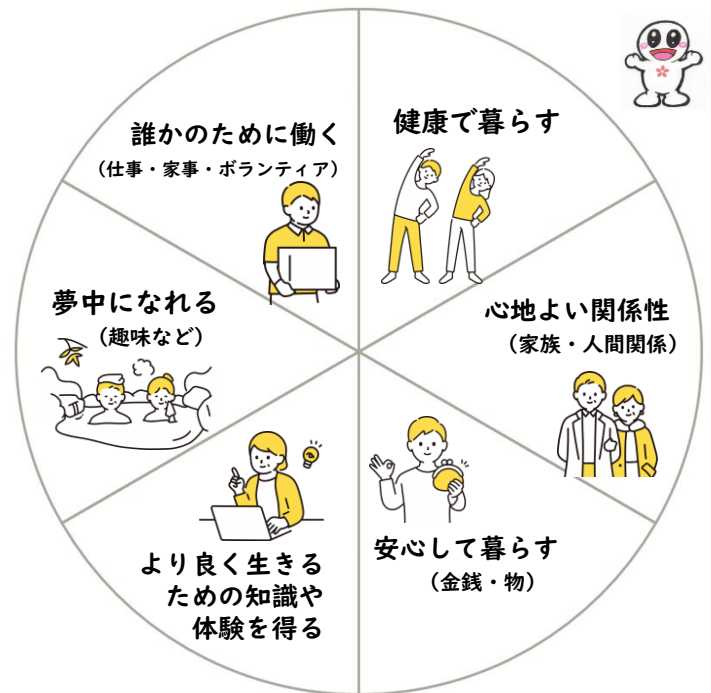 誰かのために働く
（仕事・家事・ボランティア）
健康で暮らす
夢中になれる
（趣味など）
心地よい関係性
（家族・人間関係）
より良く生きる
ための知識や
体験を得る
安心して暮らす
（金銭・物）